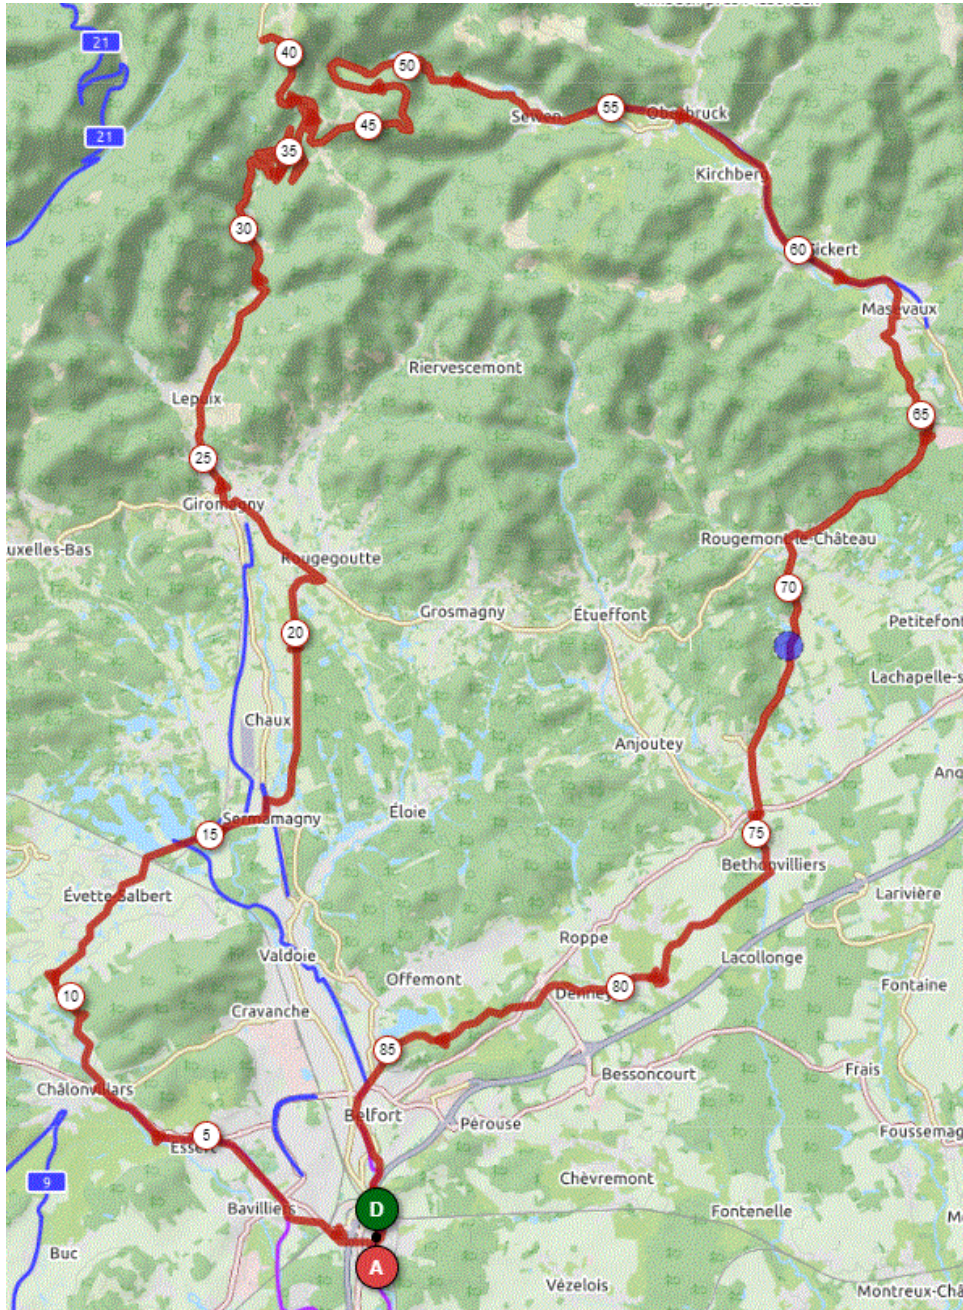 21
40
50
55
Oberbruck
Sewen
21
45
35
Kirchberg
30
60
Sickert
Masevaux
Riervescemont
Lepuix
65
25
Giromagny
uxelles-Bas
Rougemont-le-Château
Rougegoutte
70
Grosmagny
Étueffont
Petitefont
20
Lachapelle-s
Chaux
Anjoutey
Éloie
Sermamagny
15
75
Bethonvilliers
Évette-Salbert
Larivière
Roppe
Valdoie
Lacollonge
Offemont
80
Denney
Fontaine
10
Cravanche
85
Bessoncourt
Frais
Châlonvillars
Belfort
Pérouse
5
Essert
Foussemag
9
Chèvremont
Bavilliers
D
Fontenelle
Buc
A
Vézelois
Montreux-Châ